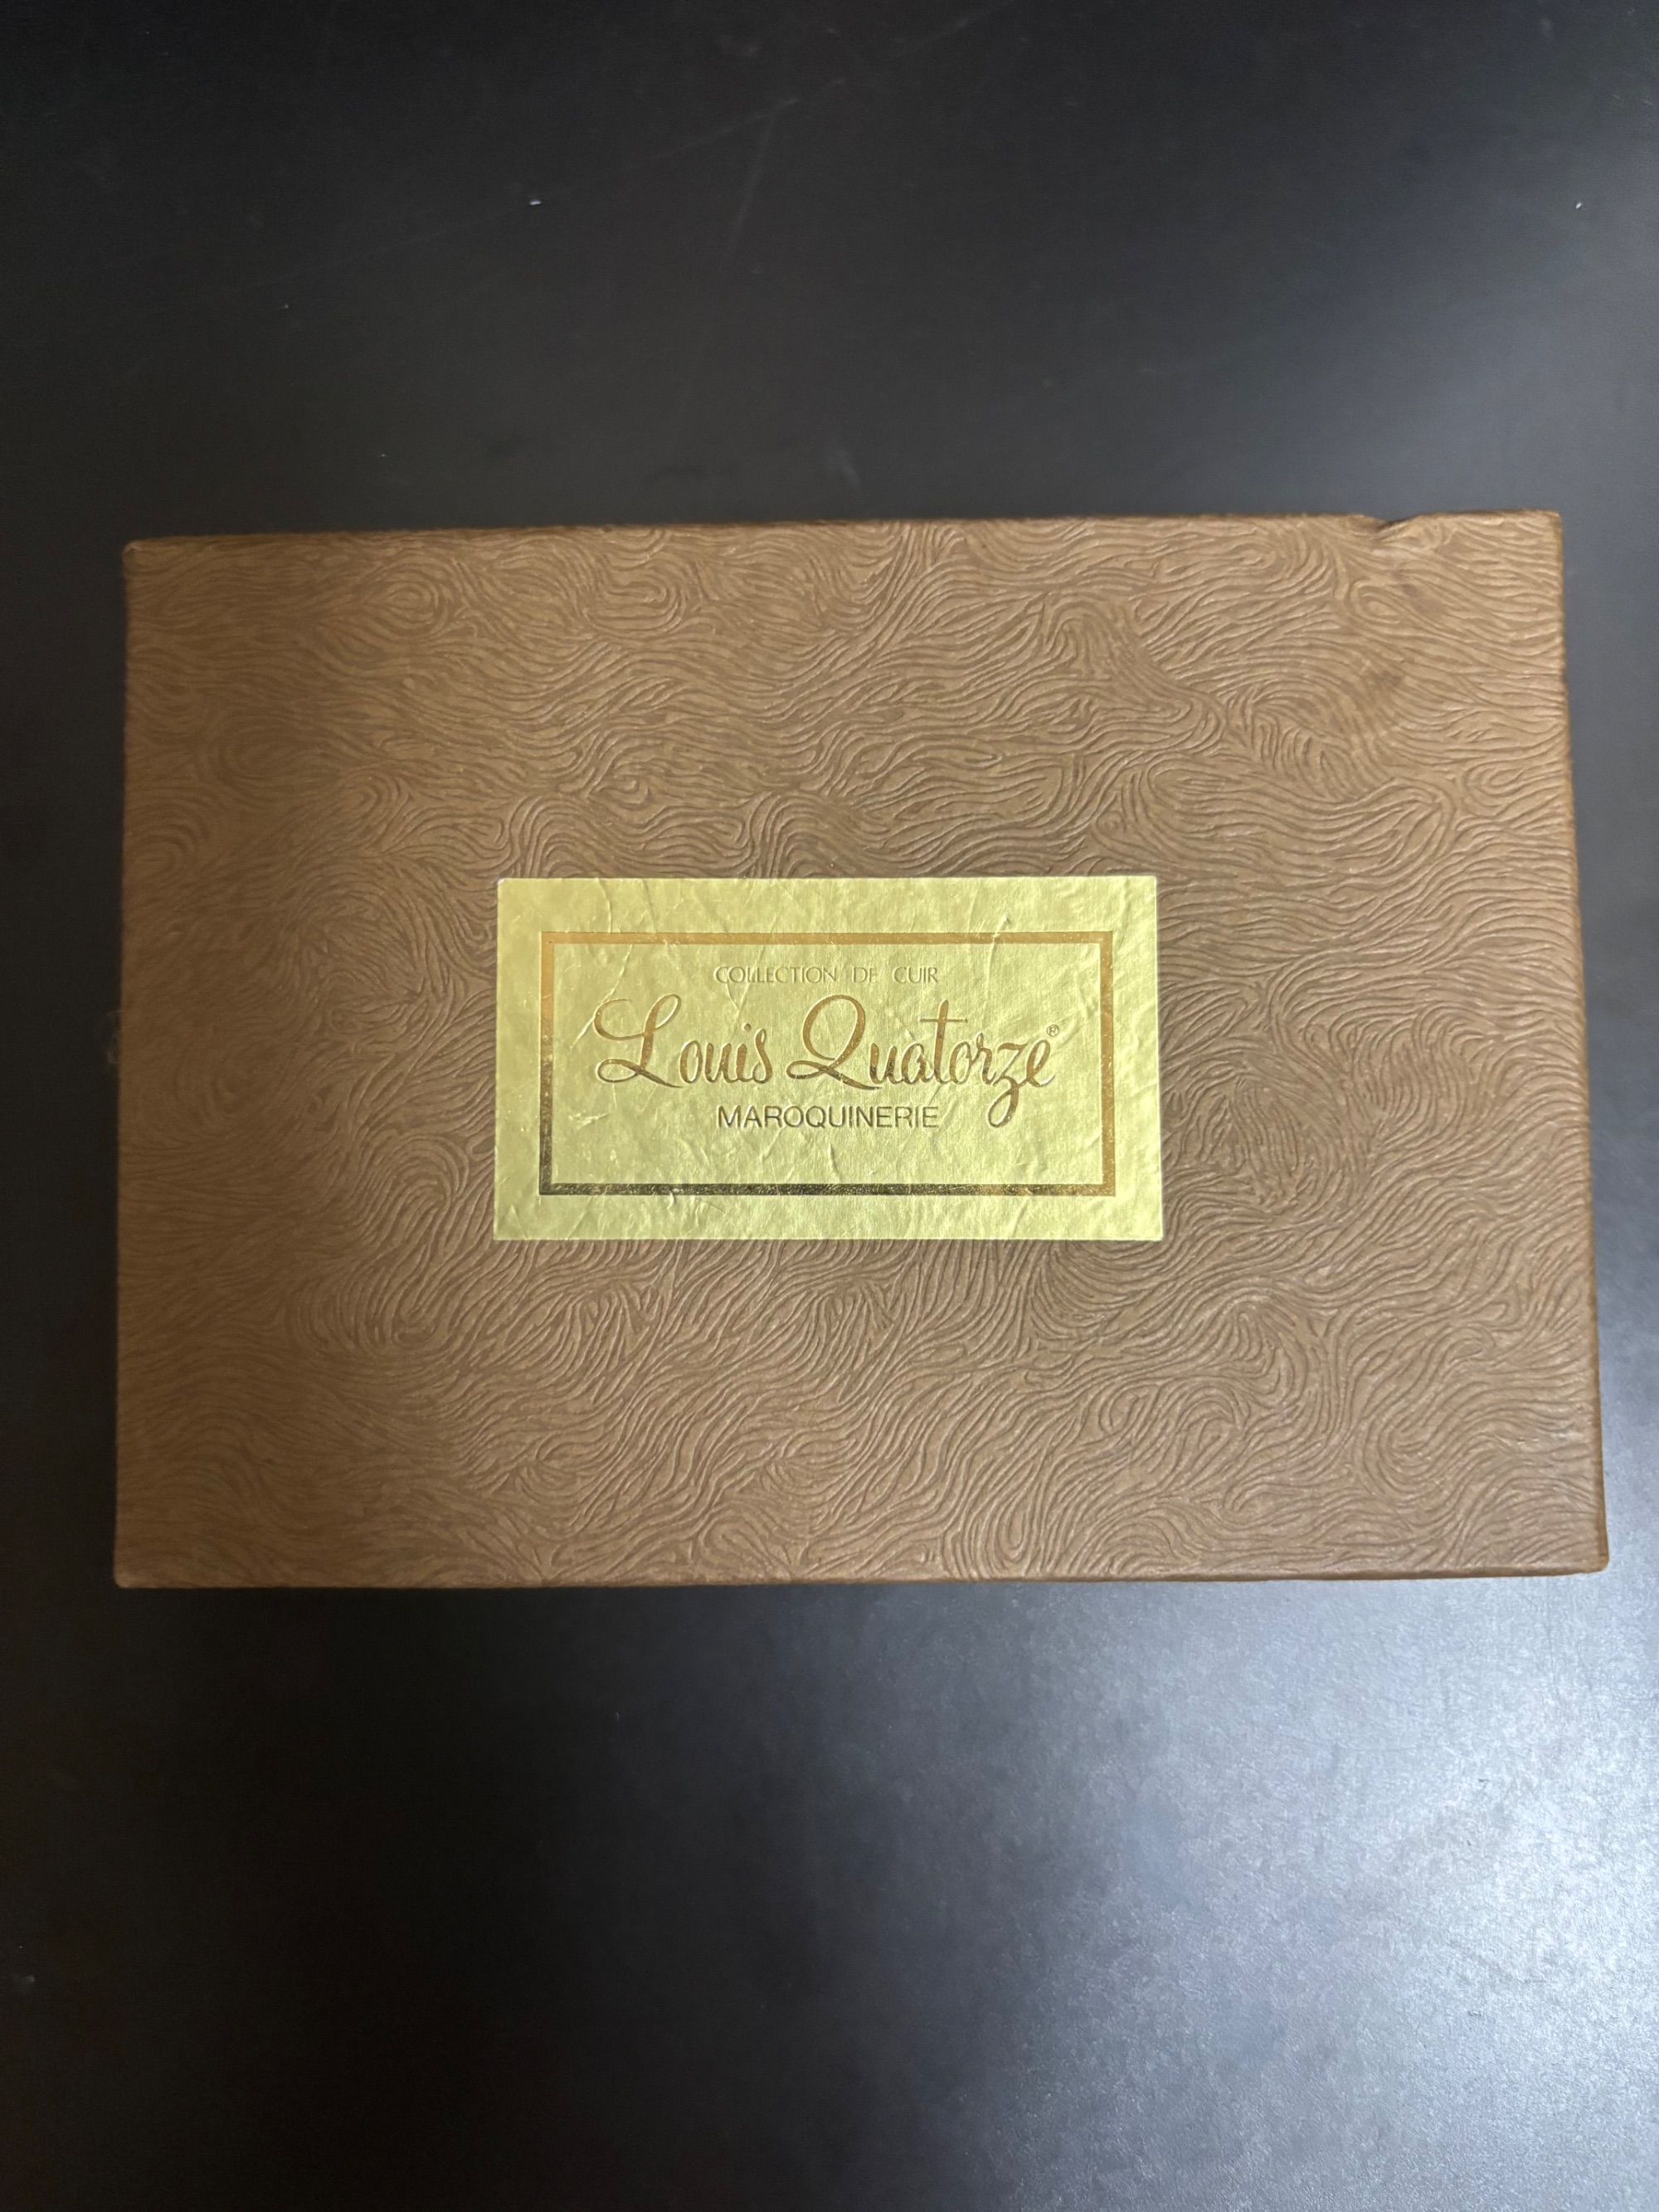 COLLECTION DE CUIR
Louis Quatorze®
MAROQUINERIE